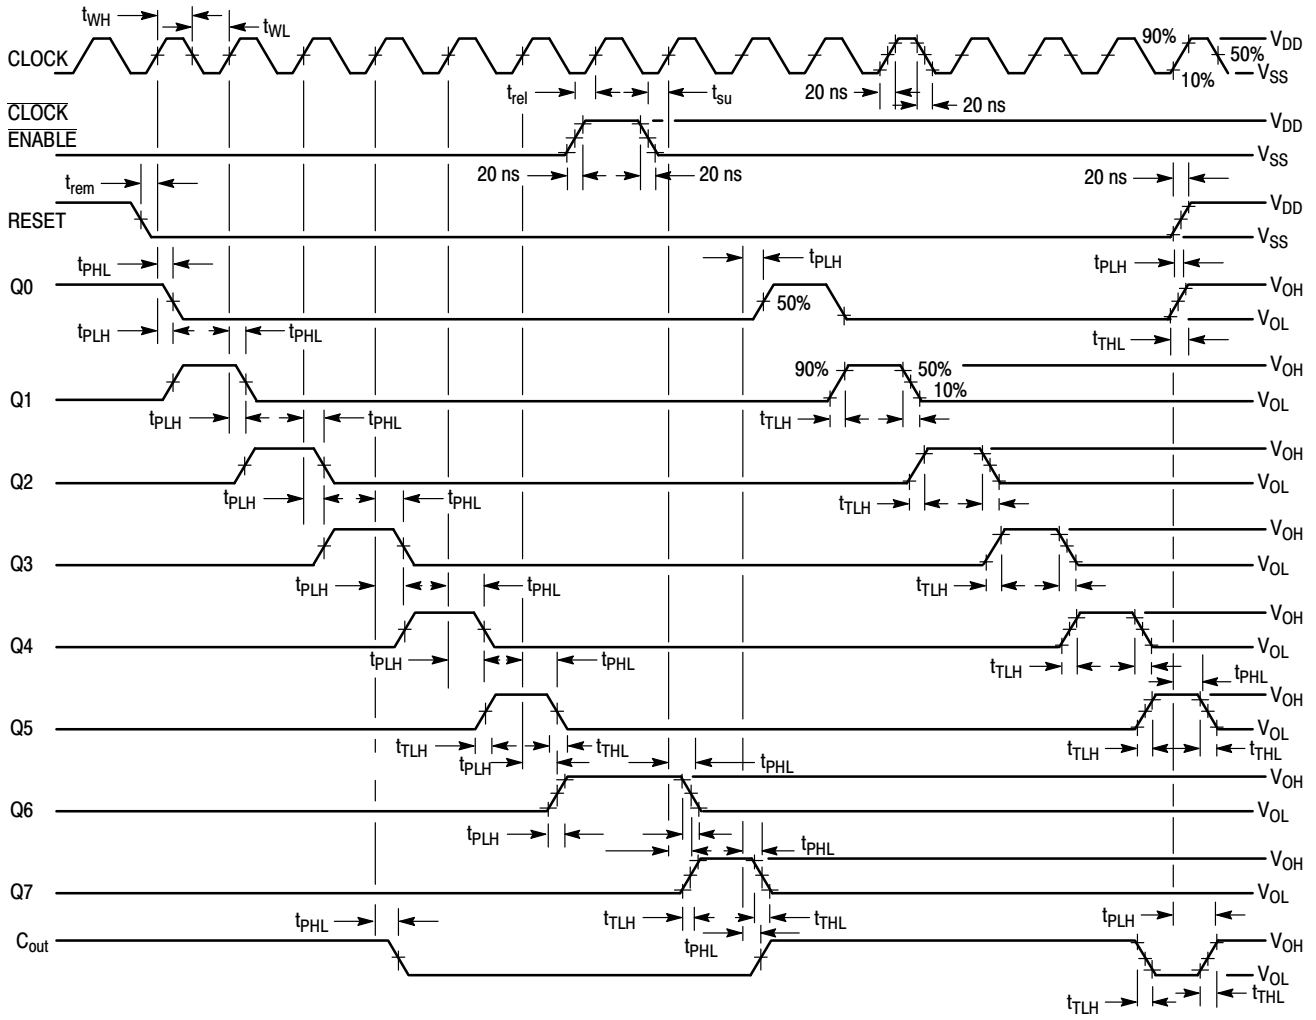 tWH
tWL
CLOCK
90%
VDD
50%
VSS
10%
trel
tsu
20 ns
20 ns
CLOCK
ENABLE
VDD
VSS
20 ns
20 ns
trem
20 ns
RESET
VDD
VSS
tPHL
tPLH
tPLH
Q0
50%
VOH
VOL
tPLH
tPHL
tTHL
Q1
90%
50%
10%
VOH
VOL
tPLH
tPHL
tTLH
Q2
VOH
VOL
tPLH
tPHL
tTLH
Q3
VOH
VOL
tPLH
tPHL
tTLH
Q4
VOH
VOL
tPLH
tPHL
tTLH
tPHL
Q5
VOH
VOL
tTLH
tTHL
tTLH
tTHL
tPLH
tPHL
Q6
VOH
VOL
tPLH
tPHL
Q7
VOH
VOL
tPHL
tTLH
tTHL
tPLH
tPHL
Cout
VOH
VOL
tTLH
tTHL